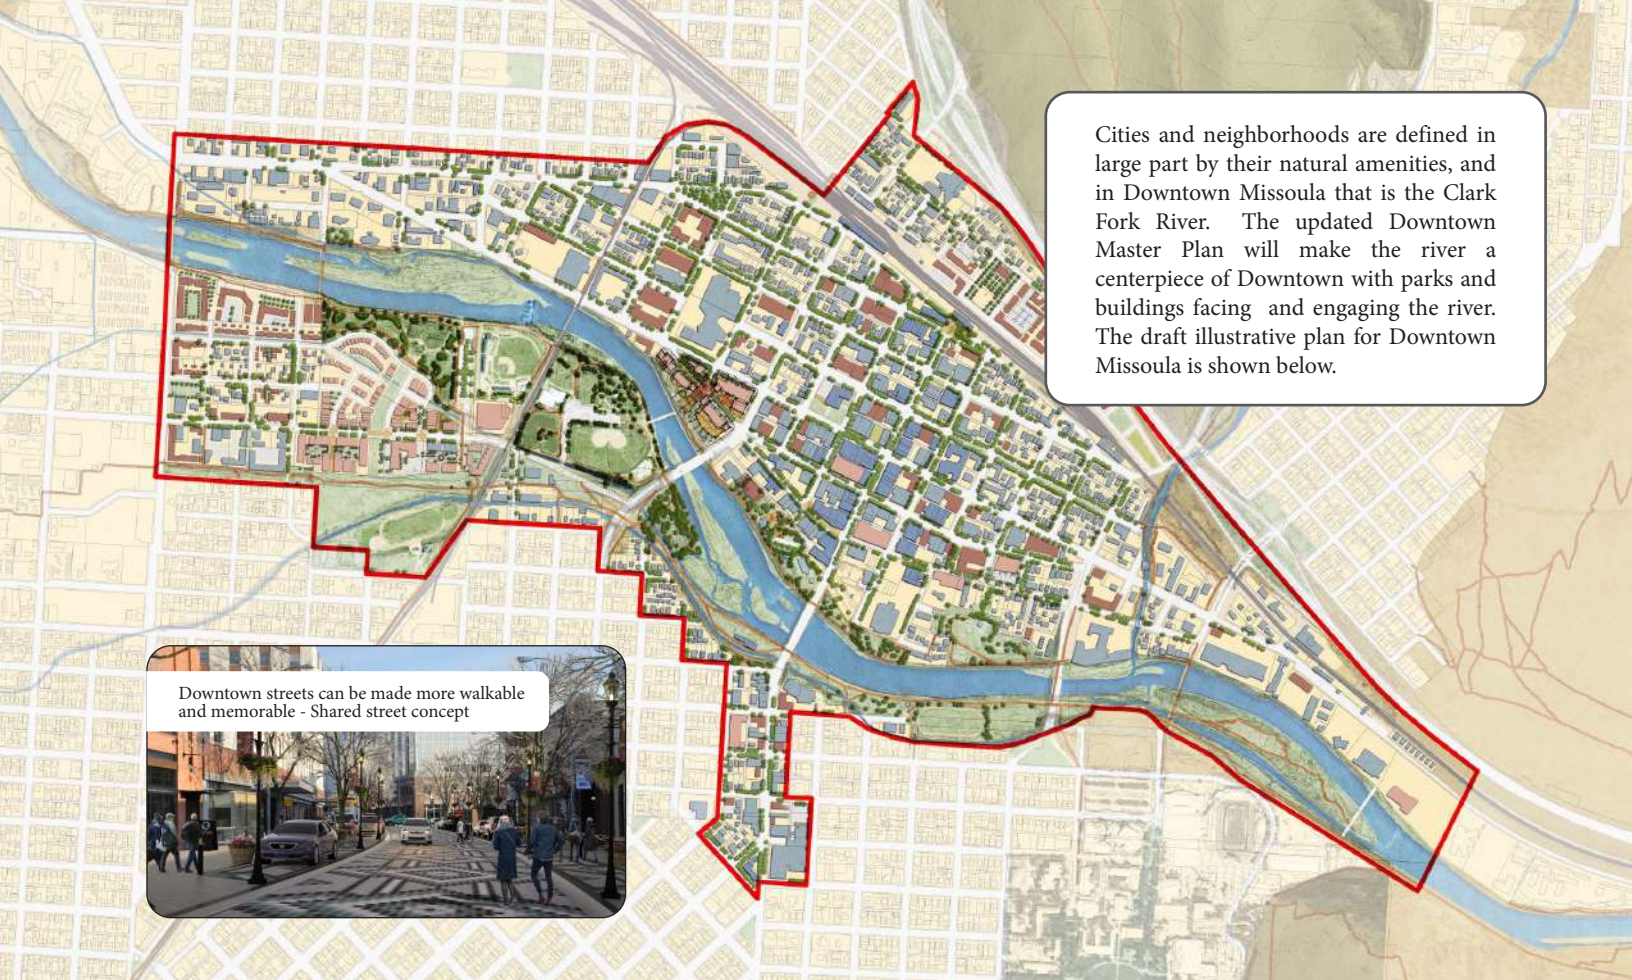 Cities and neighborhoods are defined in
large part by their natural amenities, and
in Downtown Missoula that is the Clark
Fork River.  The updated Downtown
Master Plan will make the river a
centerpiece of Downtown with parks and
buildings facing  and engaging the river.
The draft illustrative plan for Downtown
Missoula is shown below.
Downtown streets can be made more walkable
and memorable - Shared street concept